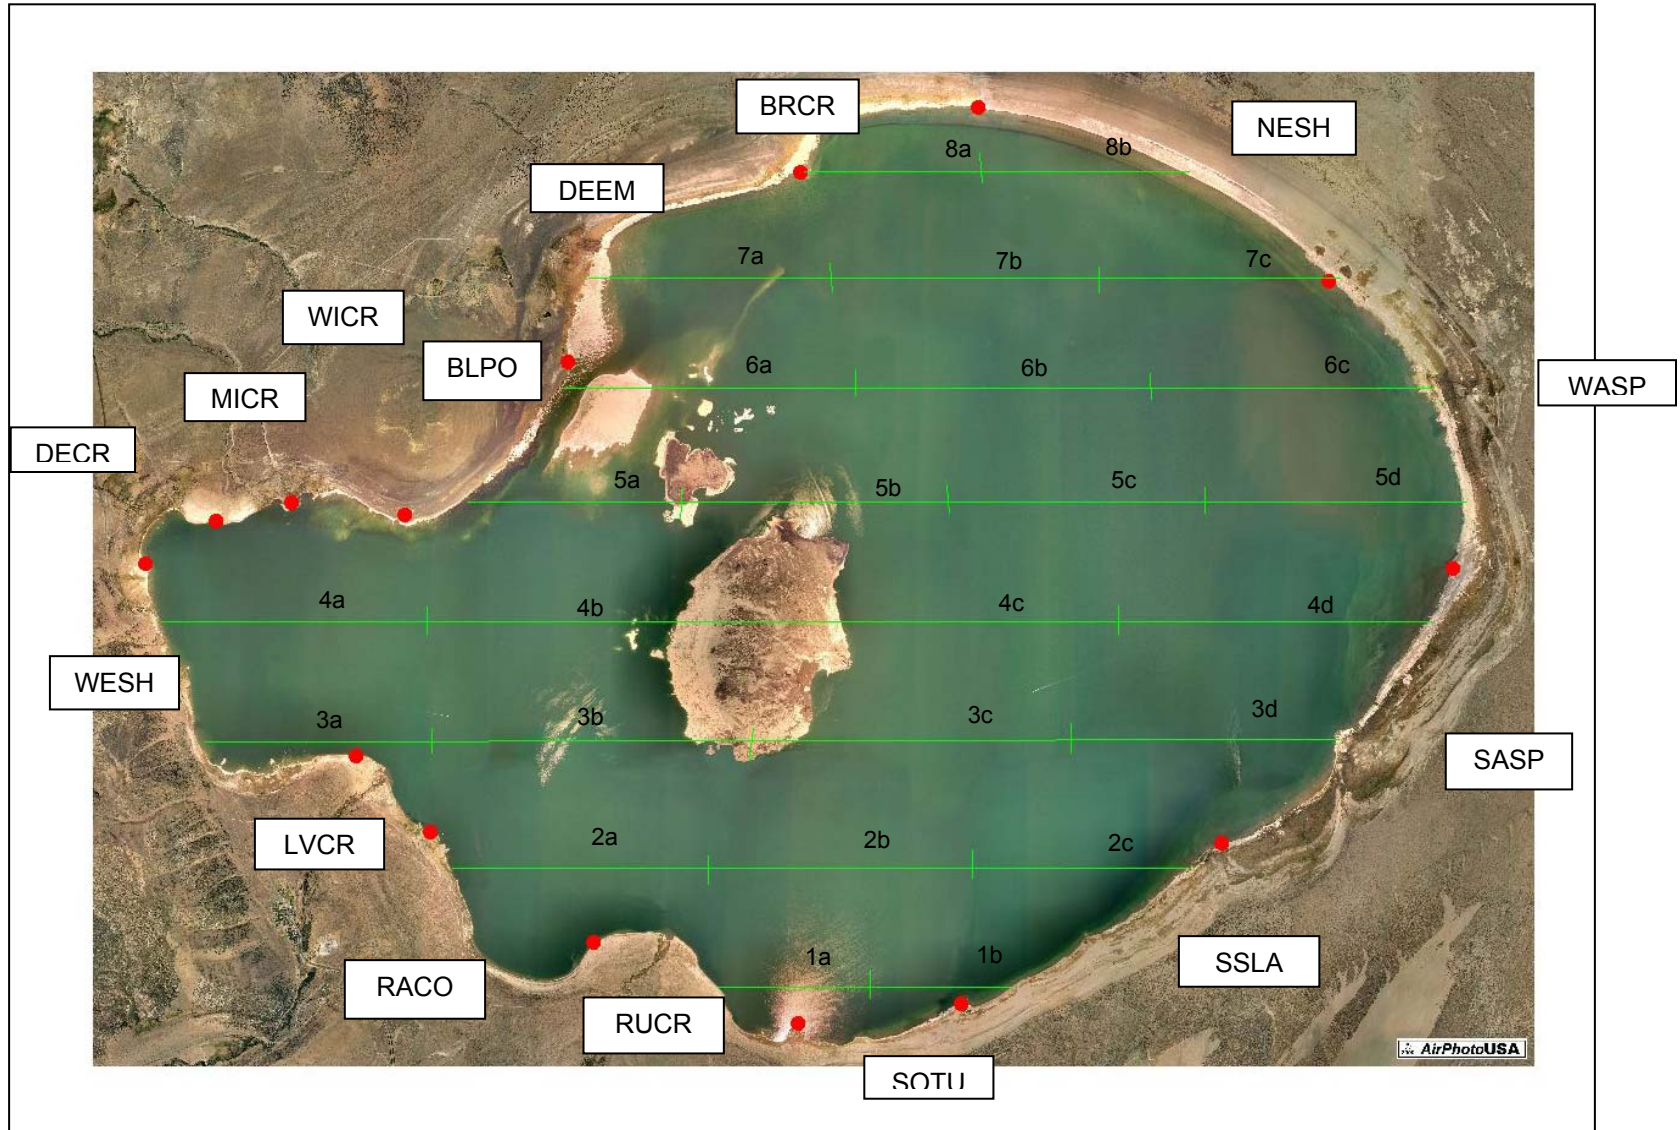 BRCR
NESH
8a
8b
DEEM
7a
7b
7c
WICR
BLPO
6a
6b
6c
WASP
MICR
DECR
5a
5b
5c
5d
4a
4b
4c
4d
WESH
3a
3b
3c
3d
SASP
LVCR
2a
2b
2c
RACO
1a
1b
SSLA
RUCR
SOTU
AirPhotoUSA